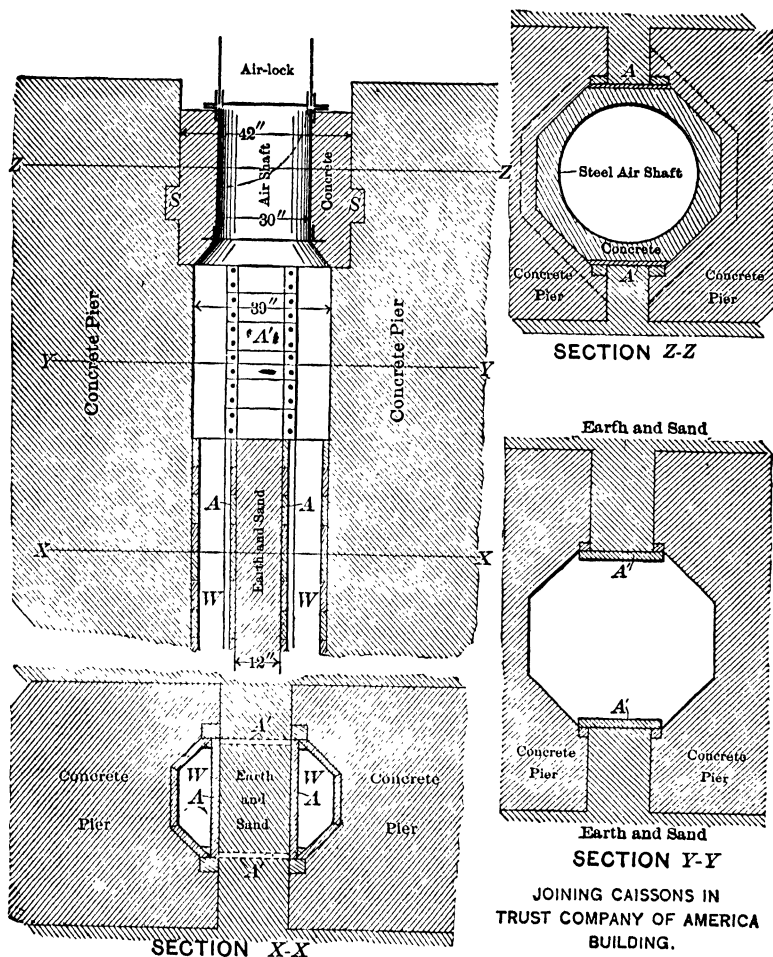 Air-lock
42"
Z
Z
Air Shaft
Concrete
S
S
30"
39"
A'
Concrete Pier
Concrete Pier
Y
Y
A
A
Earth and Sand
X
X
W
W
12"
A
Steel Air Shaft
Concrete
Concrete
Pier
A'
Concrete
Pier
SECTION Z-Z
Earth and Sand
A'
A'
Concrete
Pier
Concrete
Pier
Earth and Sand
SECTION Y-Y
A'
Concrete
Pier
W
A
Earth
and
Sand
W
A
Concrete
Pier
A'
SECTION X-X
JOINING CAISSONS IN
TRUST COMPANY OF AMERICA
BUILDING.